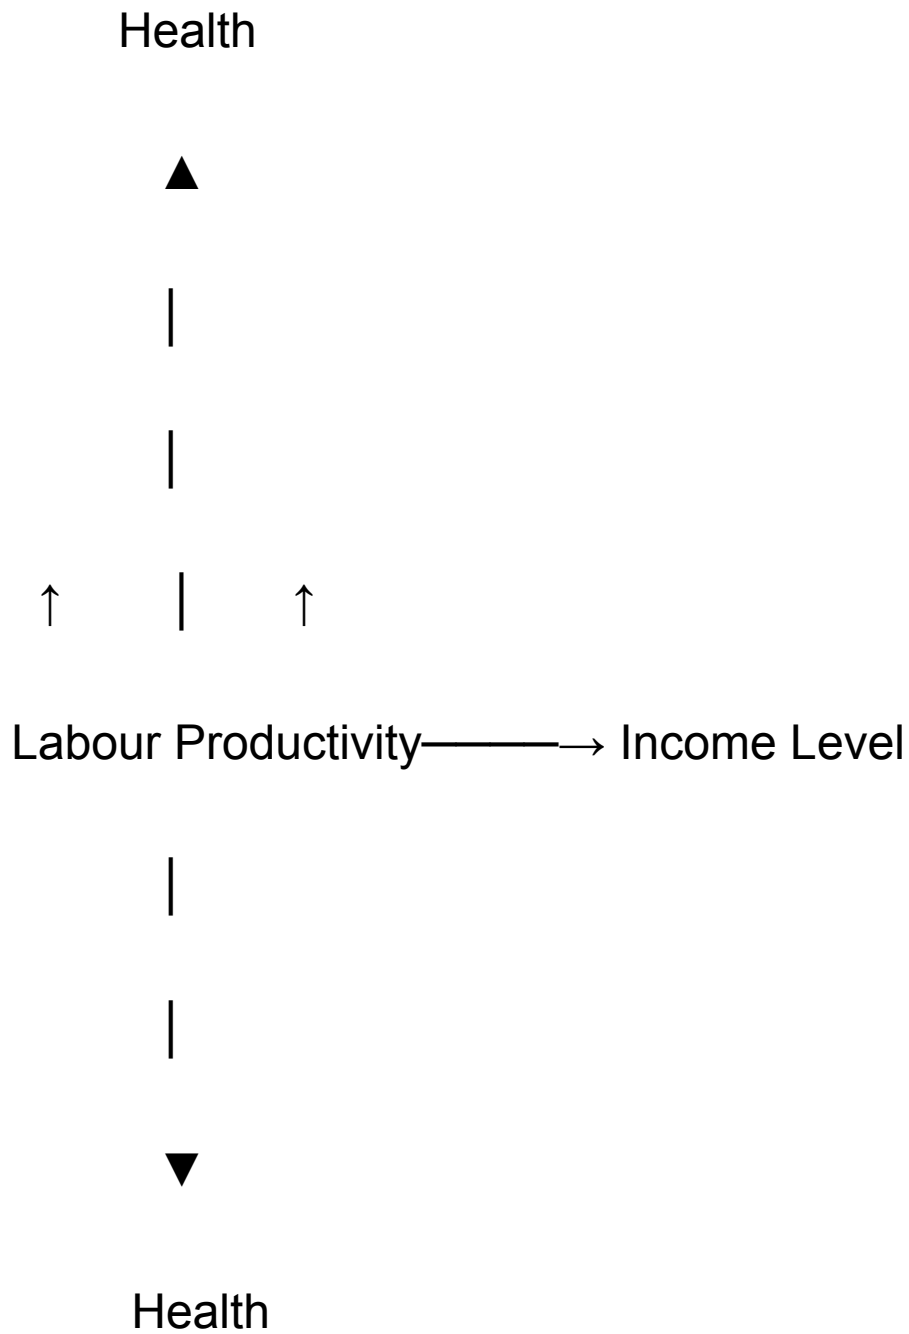 Health
▲
|
|
↑ | ↑
Labour Productivity———→ Income Level
|
|
▼
Health